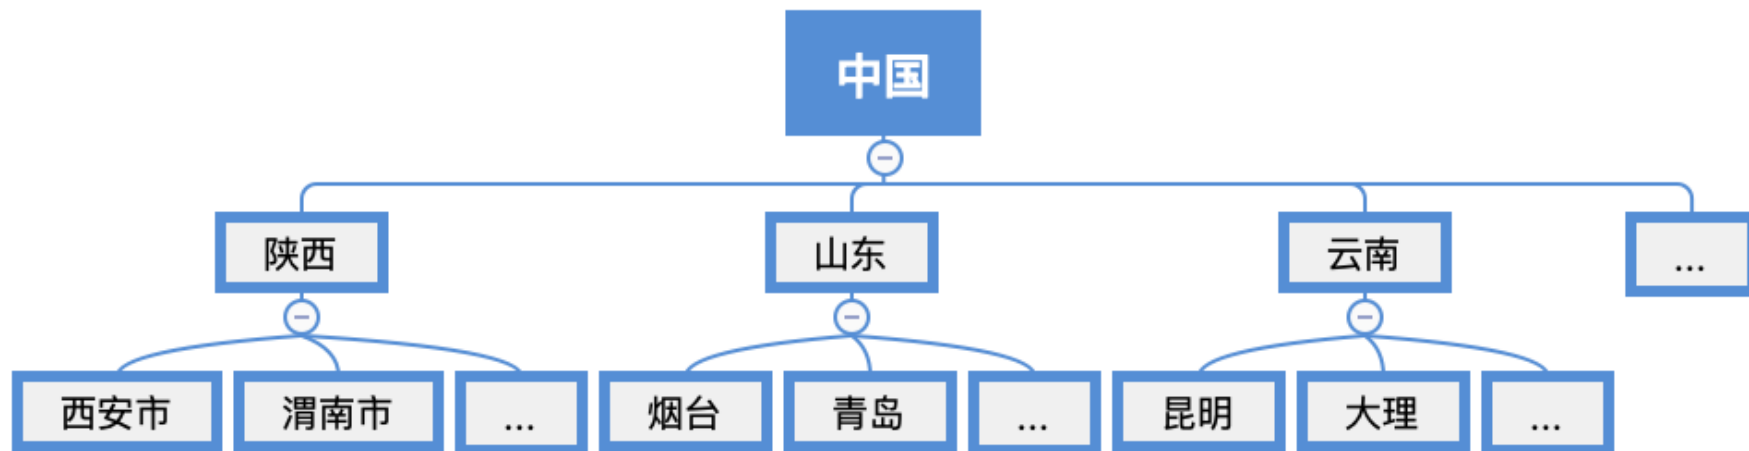 中国
陕西 山东 云南 ...
西安市 渭南市 ... 烟台 青岛 ... 昆明 大理 ...